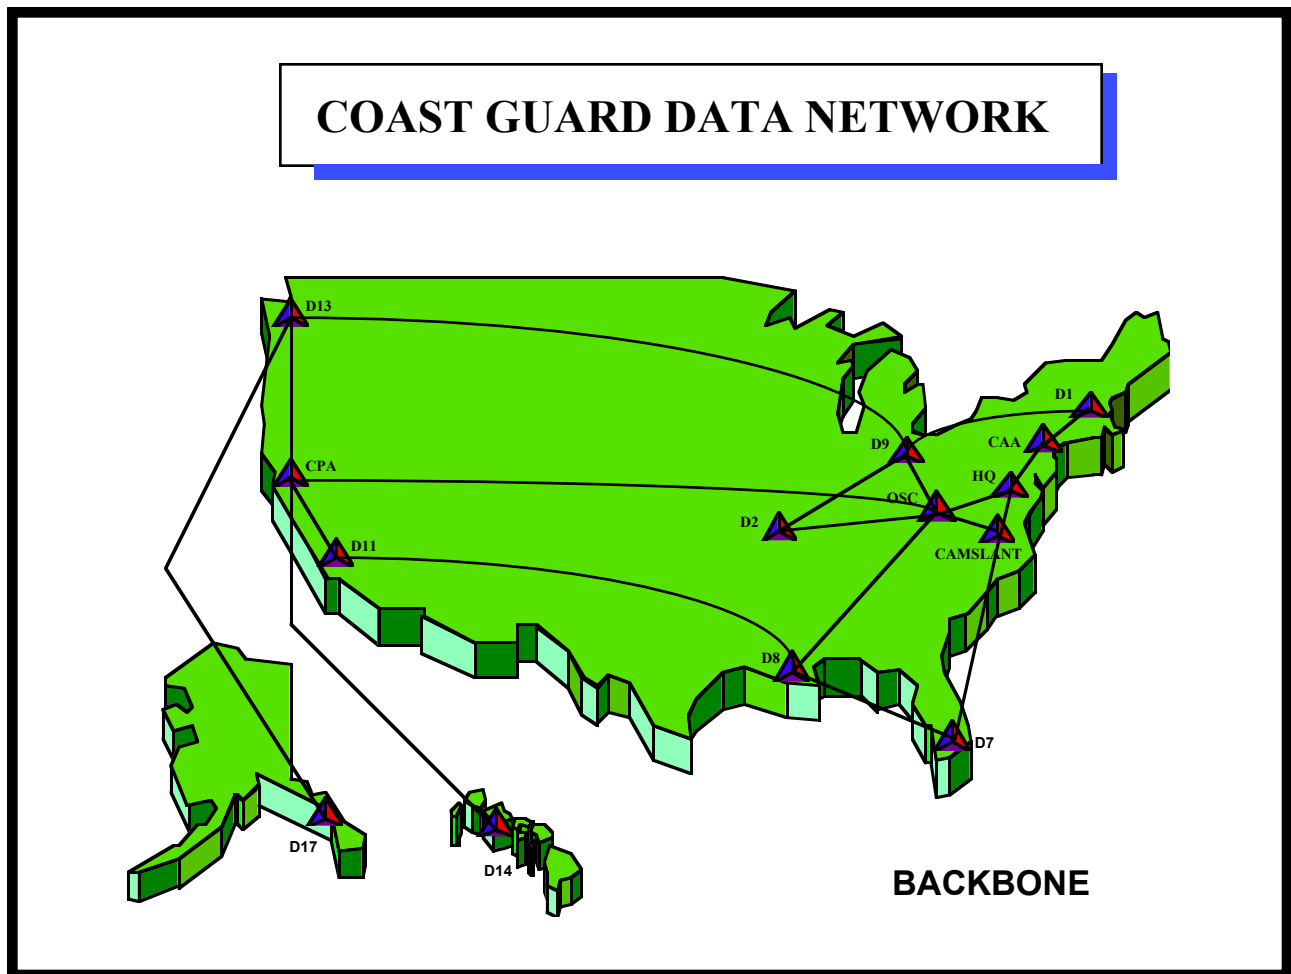 COAST GUARD DATA NETWORK
D13
D1
D9
CAA
CPA
HQ
OSC
D2
D11
CAMSLANT
D8
D7
D17
D14
BACKBONE